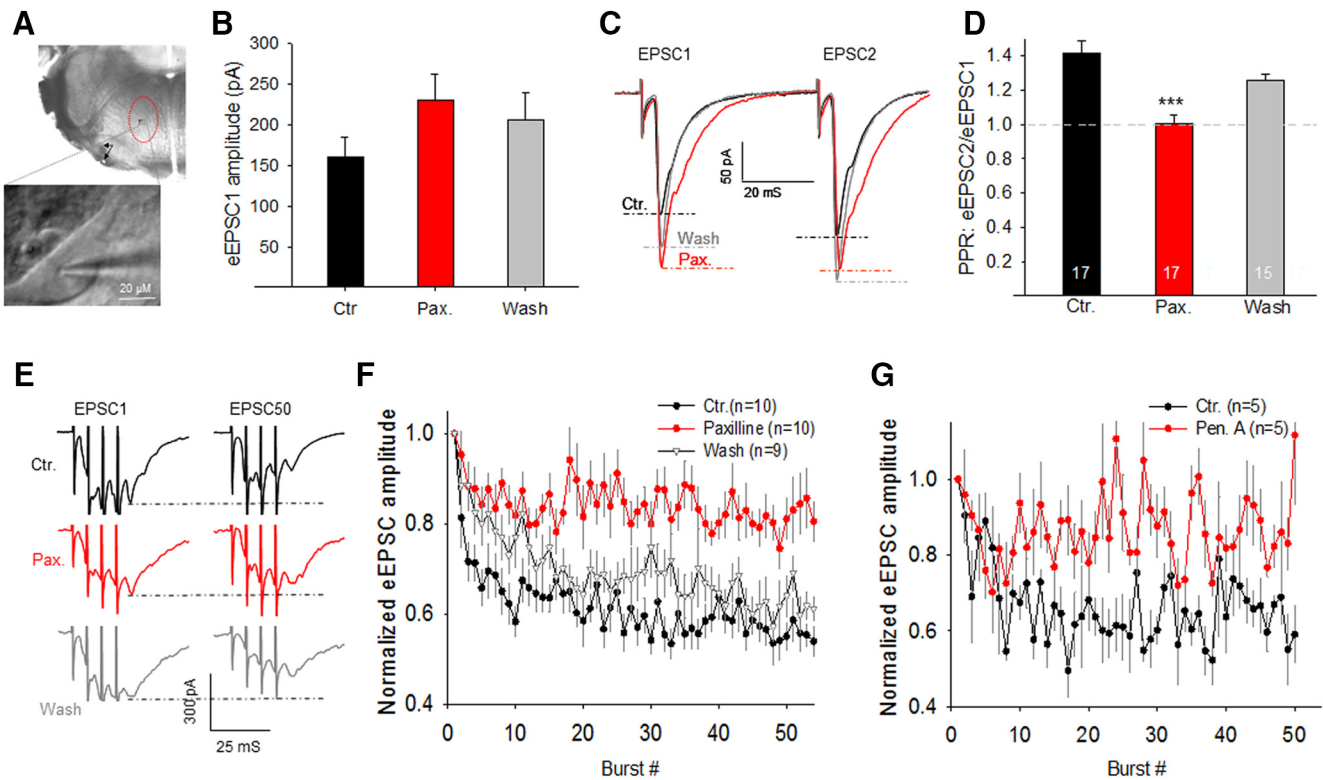 A
20 µM
B
eEPSC1 amplitude (pA)
300
250
200
150
100
50
Ctr Pax. Wash
C
EPSC1 EPSC2
50 pA
20 mS
Ctr.
Wash
Pax.
D
PPR: eEPSC2/eEPSC1
1.4
1.2
1.0
0.8
0.6
0.4
0.2
***
17 17 15
Ctr. Pax. Wash
E
EPSC1 EPSC50
Ctr.
Pax.
Wash
300 pA
25 mS
F
Normalized eEPSC amplitude
Ctr.(n=10)
Paxilline (n=10)
Wash (n=9)
1.0
0.8
0.6
0.4
0 10 20 30 40 50
Burst #
G
Normalized eEPSC amplitude
Ctr. (n=5)
Pen. A (n=5)
1.0
0.8
0.6
0.4
0 10 20 30 40 50
Burst #